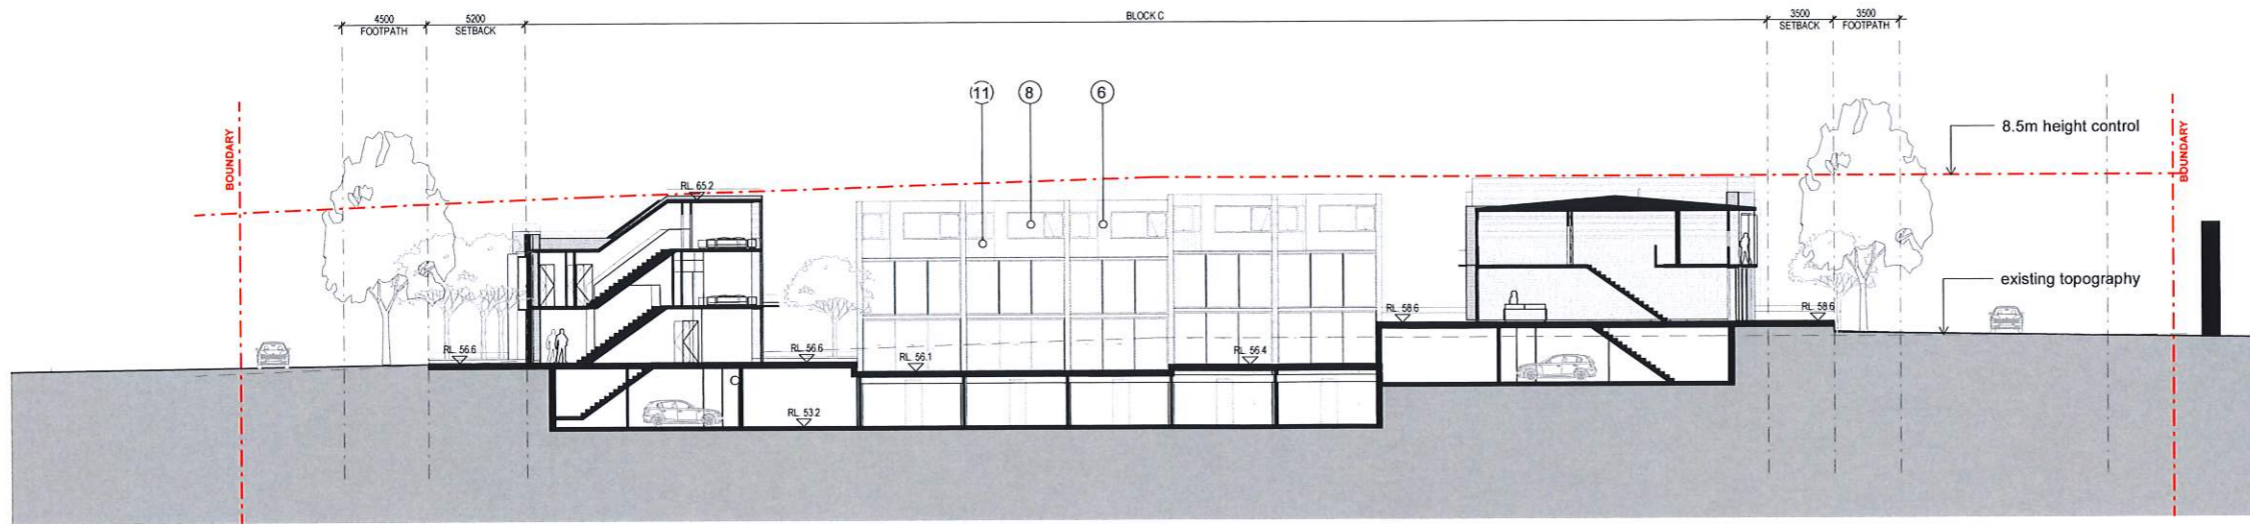 4500
FOOTPATH
5200
SETBACK
BLOCK C
3500
SETBACK
3500
FOOTPATH
11
8
6
8.5m height control
BOUNDARY
BOUNDARY
RL 65.2
existing topography
RL 58.6
RL 58.6
RL 56.6
RL 56.6
RL 56.1
RL 56.4
C
RL 53.2